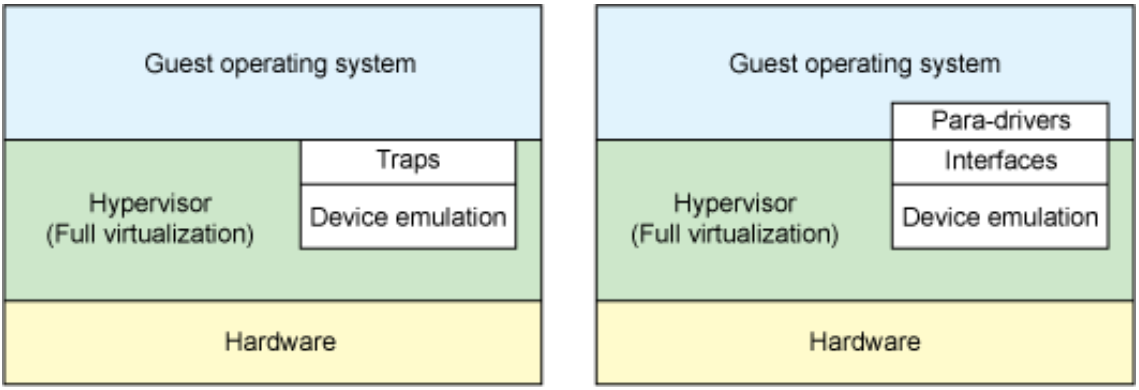 Guest operating system
Traps
Hypervisor
(Full virtualization)
Device emulation
Hardware
Guest operating system
Para-drivers
Interfaces
Hypervisor
(Full virtualization)
Device emulation
Hardware